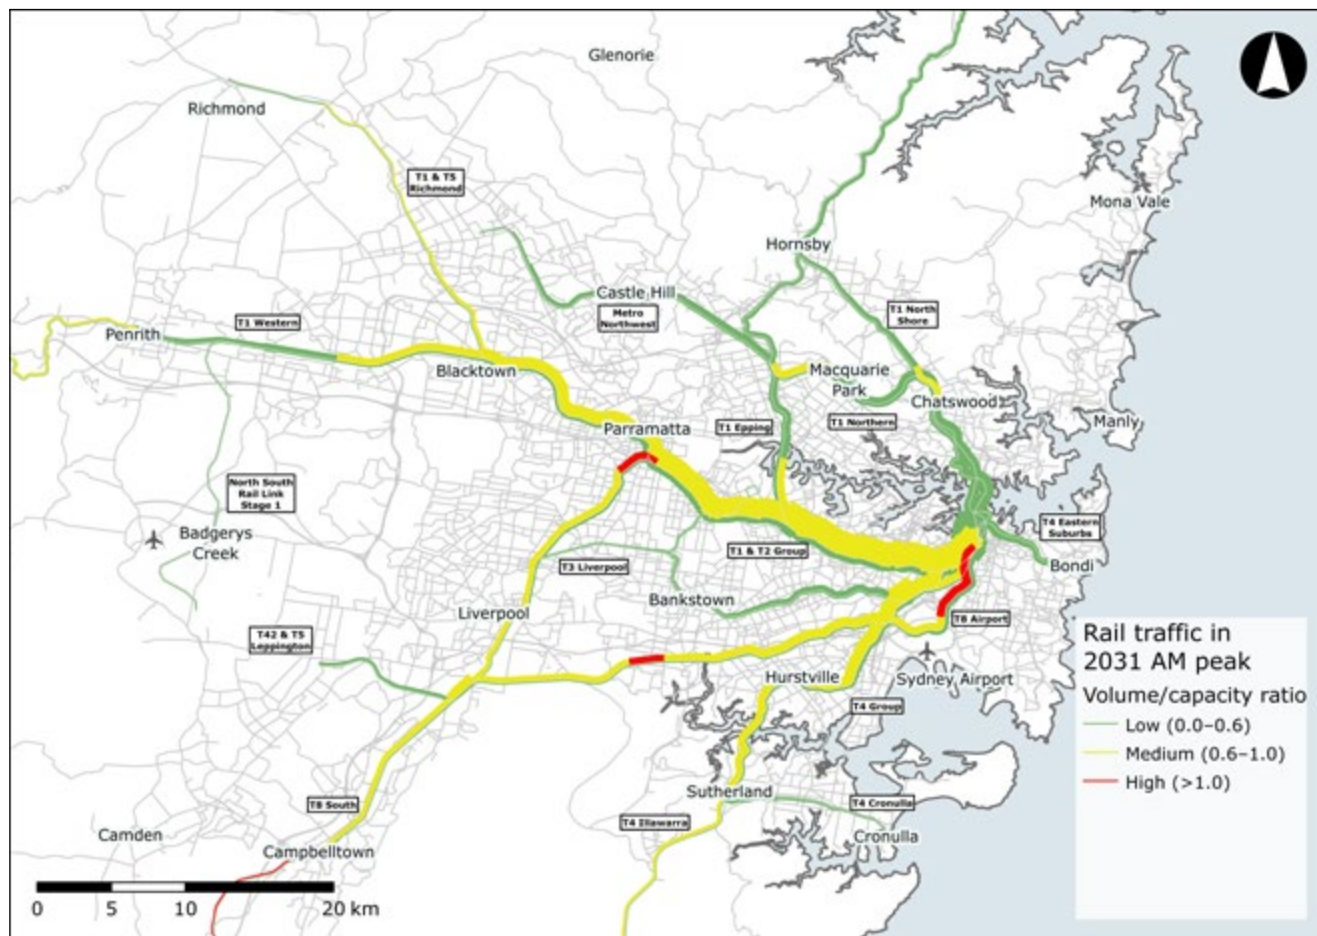 Glenorie
Richmond
T1 & T5
Richmond
Mona Vale
Hornsby
Castle Hill
Metro
Northwest
T1 North
Shore
T1 Western
Penrith
Blacktown
Macquarie
Park
Chatswood
Manly
Parramatta
T1 Epping
T1 Northern
North South
Rail Link
Stage 1
Badgerys
Creek
T4 Eastern
Suburbs
T1 & T2 Group
T3 Liverpool
Bondi
Bankstown
Liverpool
T8 Airport
T42 & T5
Leppington
Hurstville
Sydney Airport
T4 Group
Sutherland
T8 South
T4 Illawarra
T4 Cronulla
Camden
Cronulla
Campbelltown
0 5 10 20 km
Rail traffic in
2031 AM peak
Volume/capacity ratio
Low (0.0–0.6)
Medium (0.6–1.0)
High (>1.0)